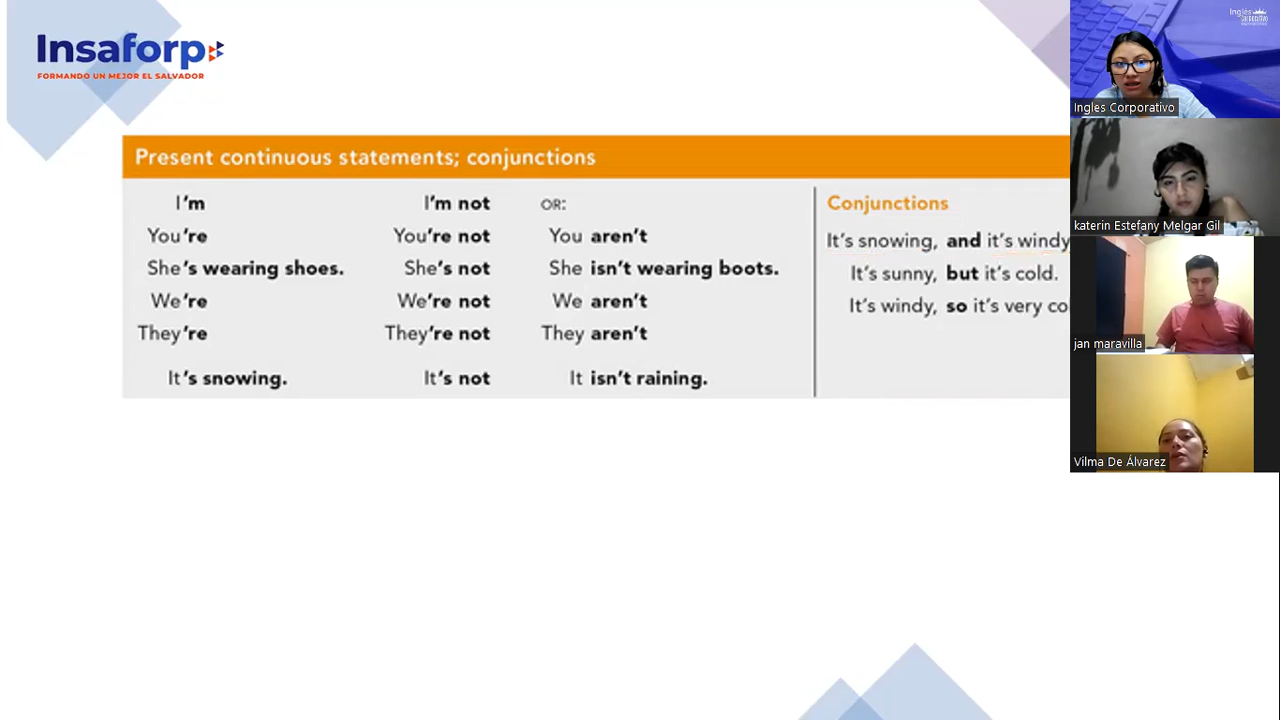 Insaforp
FORMANDO UN MEJOR EL SALVADOR
Present continuous statements; conjunctions
I'm I'm not OR:
You're You're not You aren't
She's wearing shoes. She's not She isn't wearing boots.
We're We're not We aren't
They're They're not They aren't
It's snowing. It's not It isn't raining.
Conjunctions
It's snowing, and it's windy
It's sunny, but it's cold.
It's windy, so it's very co
Ingles Corporativo
katerin Estefany Melgar Gil
jan maravilla
Vilma De Álvarez